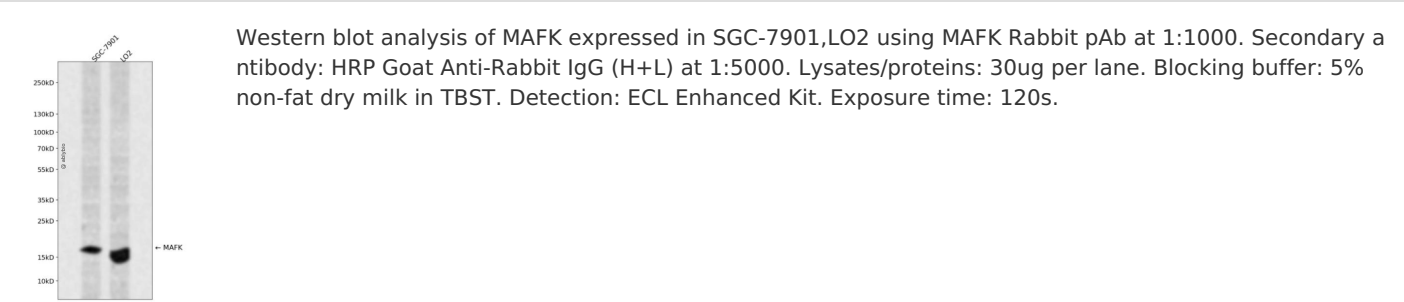 SGC-7901
LO2
250kD
130kD
100kD
70kD
55kD
35kD
25kD
15kD
10kD
@ ablybio
← MAFK
Western blot analysis of MAFK expressed in SGC-7901,LO2 using MAFK Rabbit pAb at 1:1000. Secondary a
ntibody: HRP Goat Anti-Rabbit IgG (H+L) at 1:5000. Lysates/proteins: 30ug per lane. Blocking buffer: 5%
non-fat dry milk in TBST. Detection: ECL Enhanced Kit. Exposure time: 120s.